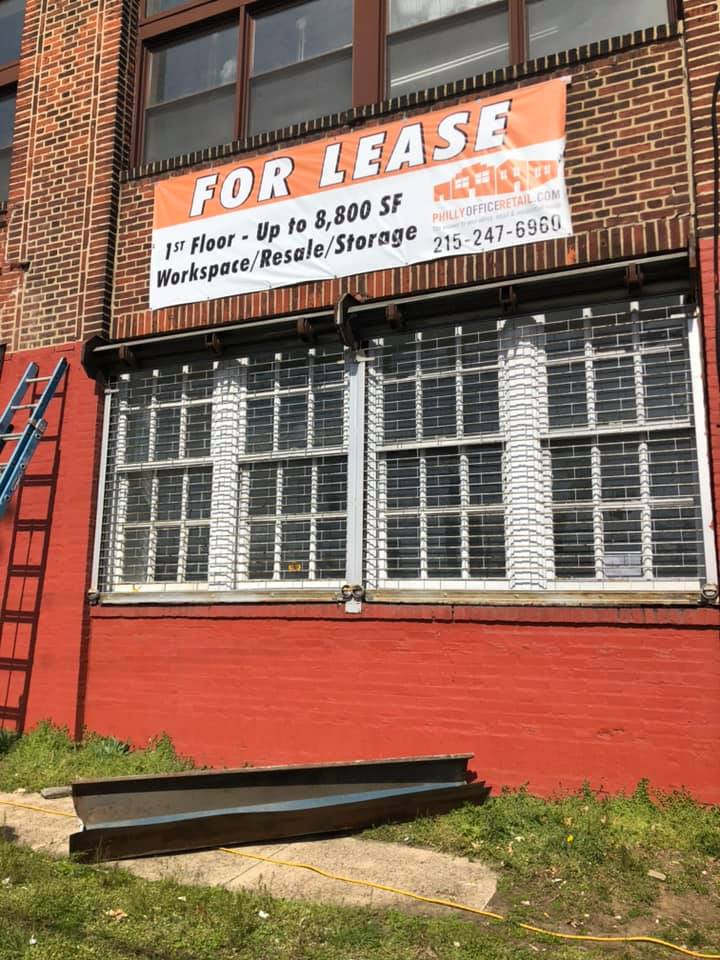 FOR LEASE
1ST Floor - Up to 8,800 SF
Workspace/Resale/Storage
PHILLYOFFICERETAIL.COM
215-247-6960